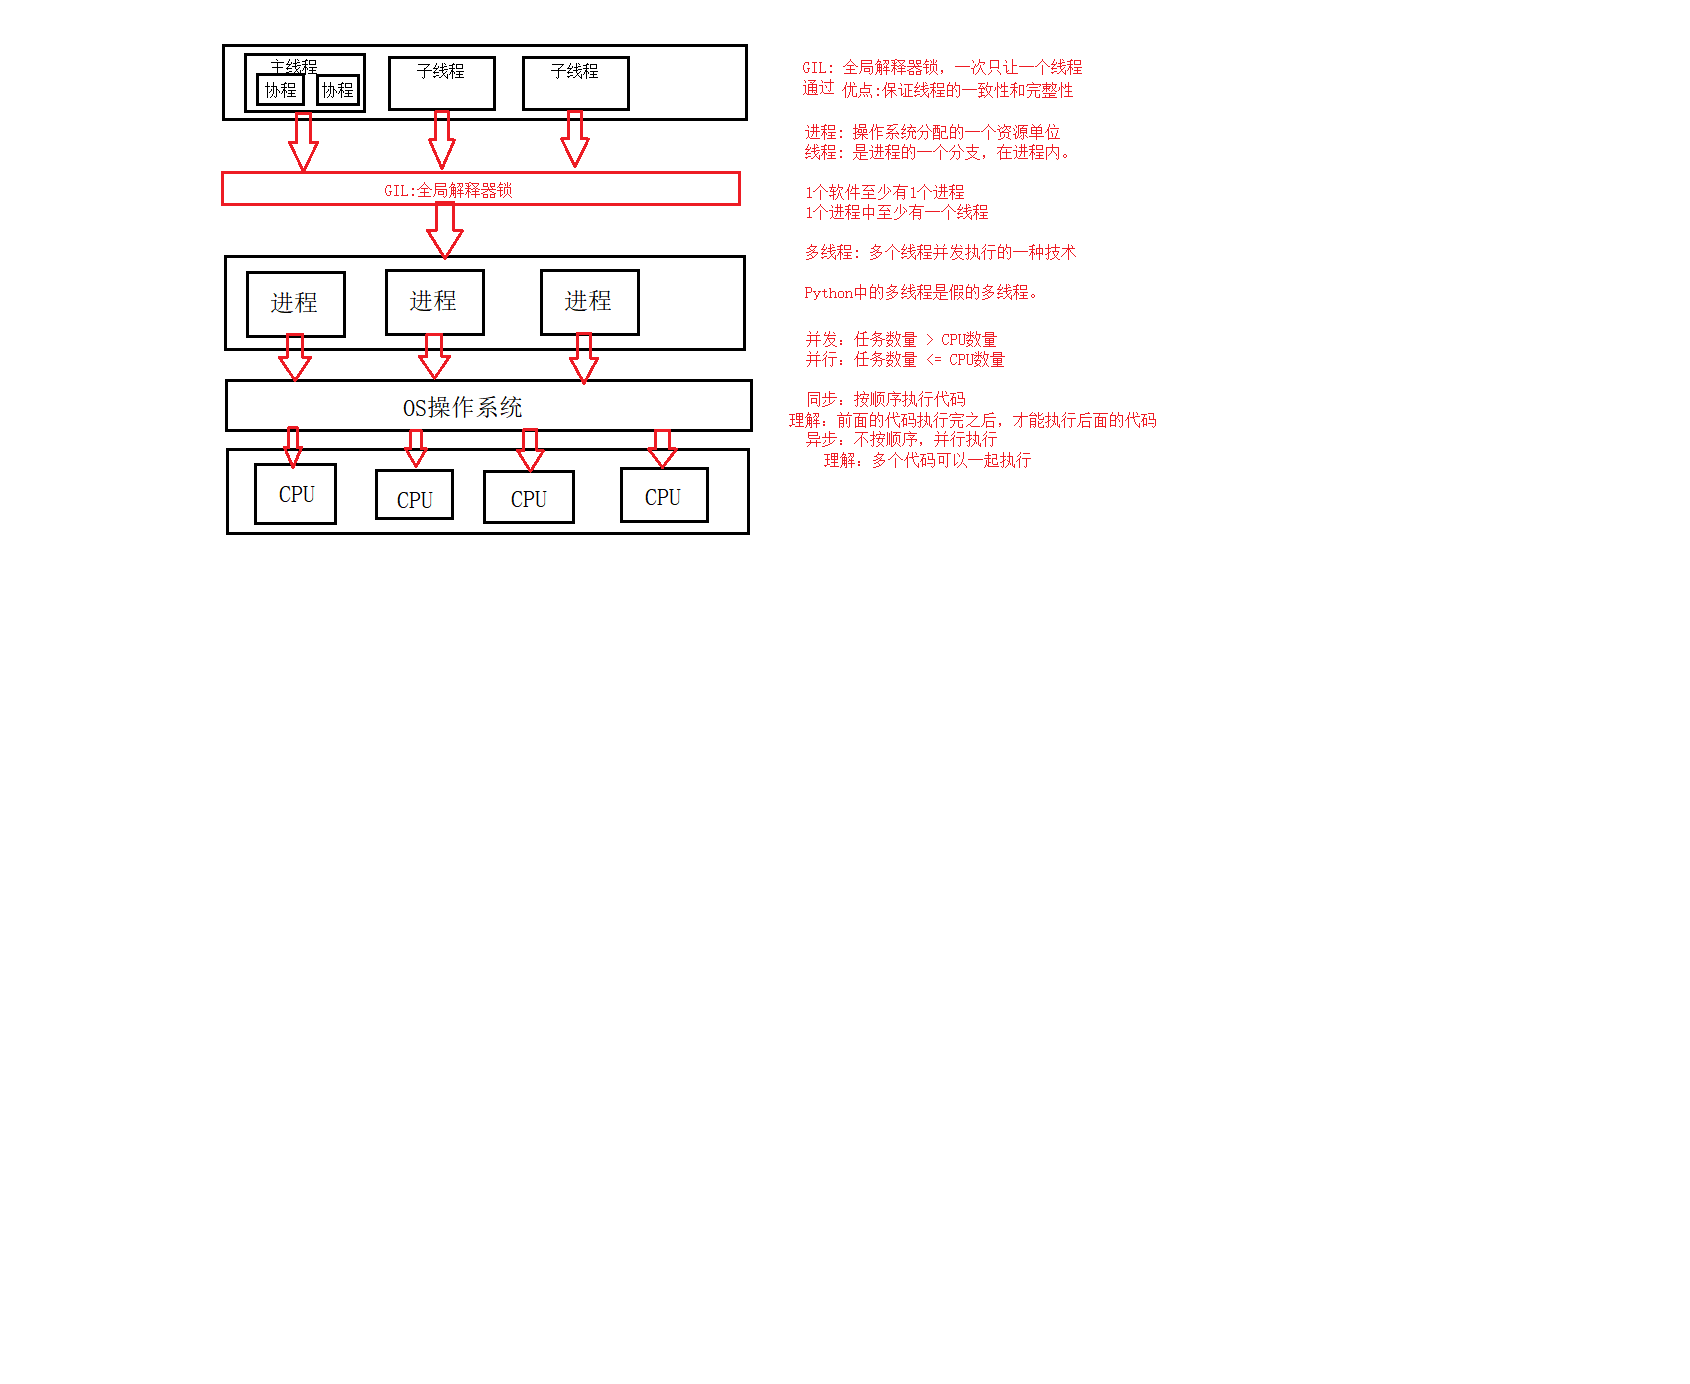 主线程
协程 协程
子线程
子线程
GIL:全局解释器锁
进程
进程
进程
OS操作系统
CPU
CPU
CPU
CPU
GIL: 全局解释器锁，一次只让一个线程
通过 优点:保证线程的一致性和完整性
进程: 操作系统分配的一个资源单位
线程: 是进程的一个分支，在进程内。
1个软件至少有1个进程
1个进程中至少有一个线程
多线程: 多个线程并发执行的一种技术
Python中的多线程是假的多线程。
并发: 任务数量 > CPU数量
并行: 任务数量 <= CPU数量
同步: 按顺序执行代码
理解: 前面的代码执行完之后，才能执行后面的代码
异步: 不按顺序，并行执行
理解: 多个代码可以一起执行